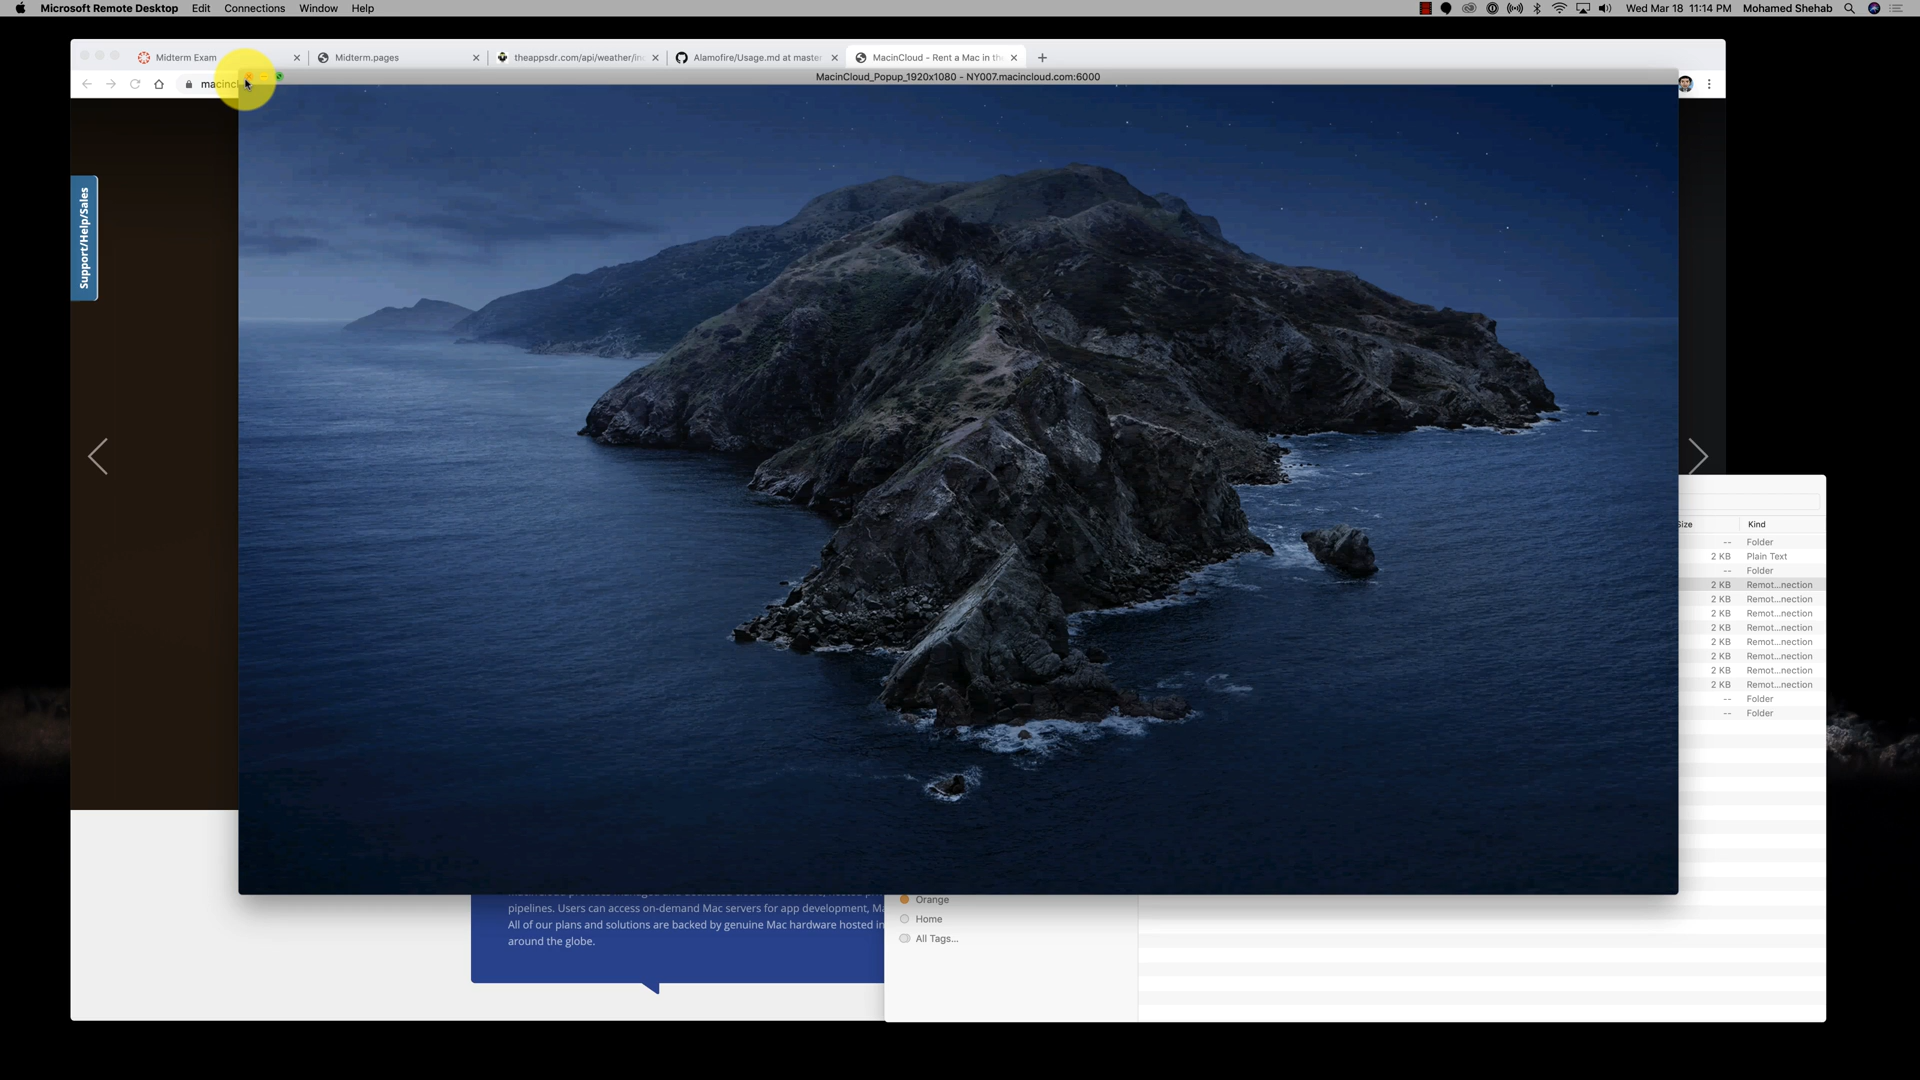 Microsoft Remote Desktop Edit Connections Window Help
Wed Mar 18 11:14 PM Mohamed Shehab
Midterm Exam
Midterm.pages
theappsdr.com/api/weather/in
Alamofire/Usage.md at master
MacinCloud - Rent a Mac in the
MacinCloud_Popup_1920x1080 - NY007.macincloud.com:6000
Support/Help/Sales
Size Kind
-- Folder
2 KB Plain Text
-- Folder
2 KB Remot...nection
2 KB Remot...nection
2 KB Remot...nection
2 KB Remot...nection
2 KB Remot...nection
2 KB Remot...nection
2 KB Remot...nection
2 KB Remot...nection
-- Folder
-- Folder
pipelines. Users can access on-demand Mac servers for app development, Ma
All of our plans and solutions are backed by genuine Mac hardware hosted in
around the globe.
Orange
Home
All Tags...